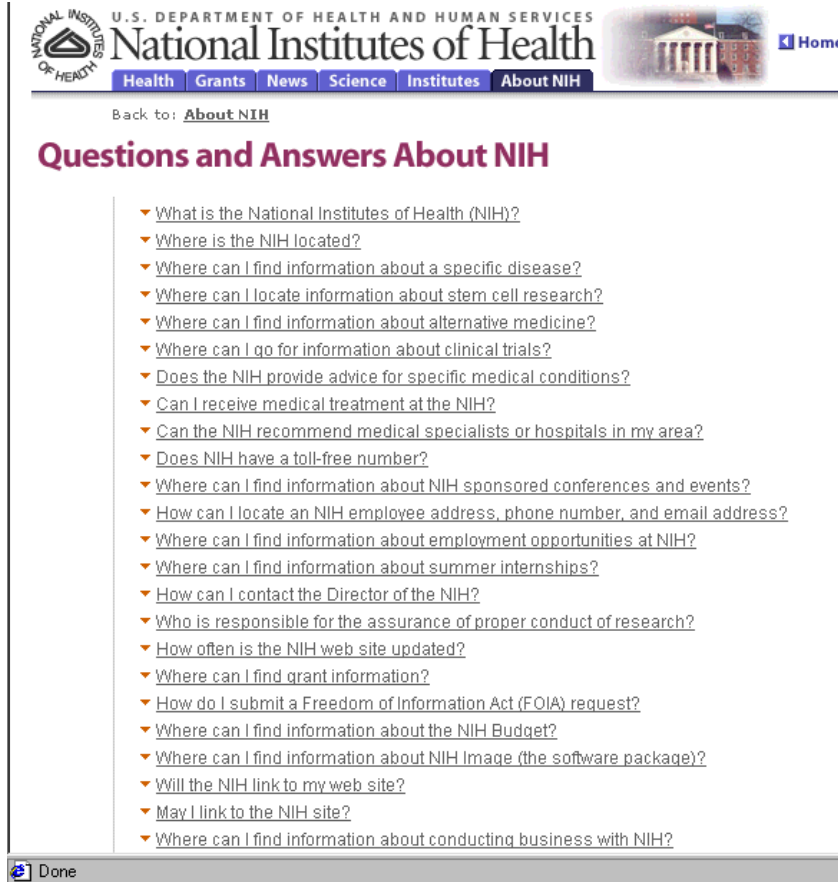 U.S. DEPARTMENT OF HEALTH AND HUMAN SERVICES
NATIONAL INSTITUTES OF HEALTH
National Institutes of Health
Home
Health Grants News Science Institutes About NIH
Back to: About NIH
Questions and Answers About NIH
What is the National Institutes of Health (NIH)?
Where is the NIH located?
Where can I find information about a specific disease?
Where can I locate information about stem cell research?
Where can I find information about alternative medicine?
Where can I go for information about clinical trials?
Does the NIH provide advice for specific medical conditions?
Can I receive medical treatment at the NIH?
Can the NIH recommend medical specialists or hospitals in my area?
Does NIH have a toll-free number?
Where can I find information about NIH sponsored conferences and events?
How can I locate an NIH employee address, phone number, and email address?
Where can I find information about employment opportunities at NIH?
Where can I find information about summer internships?
How can I contact the Director of the NIH?
Who is responsible for the assurance of proper conduct of research?
How often is the NIH web site updated?
Where can I find grant information?
How do I submit a Freedom of Information Act (FOIA) request?
Where can I find information about the NIH Budget?
Where can I find information about NIH Image (the software package)?
Will the NIH link to my web site?
May I link to the NIH site?
Where can I find information about conducting business with NIH?
Done